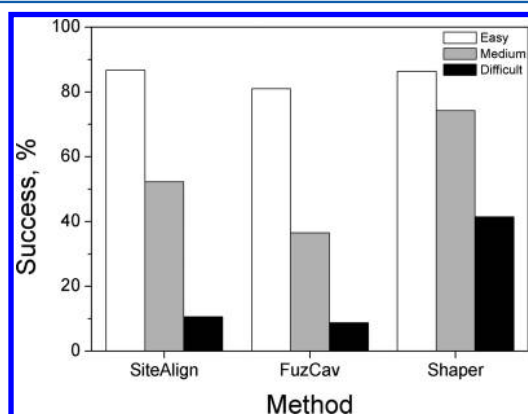 Easy
Medium
Difficult
100
80
60
40
20
0
Success, %
SiteAlign FuzCav Shaper
Method